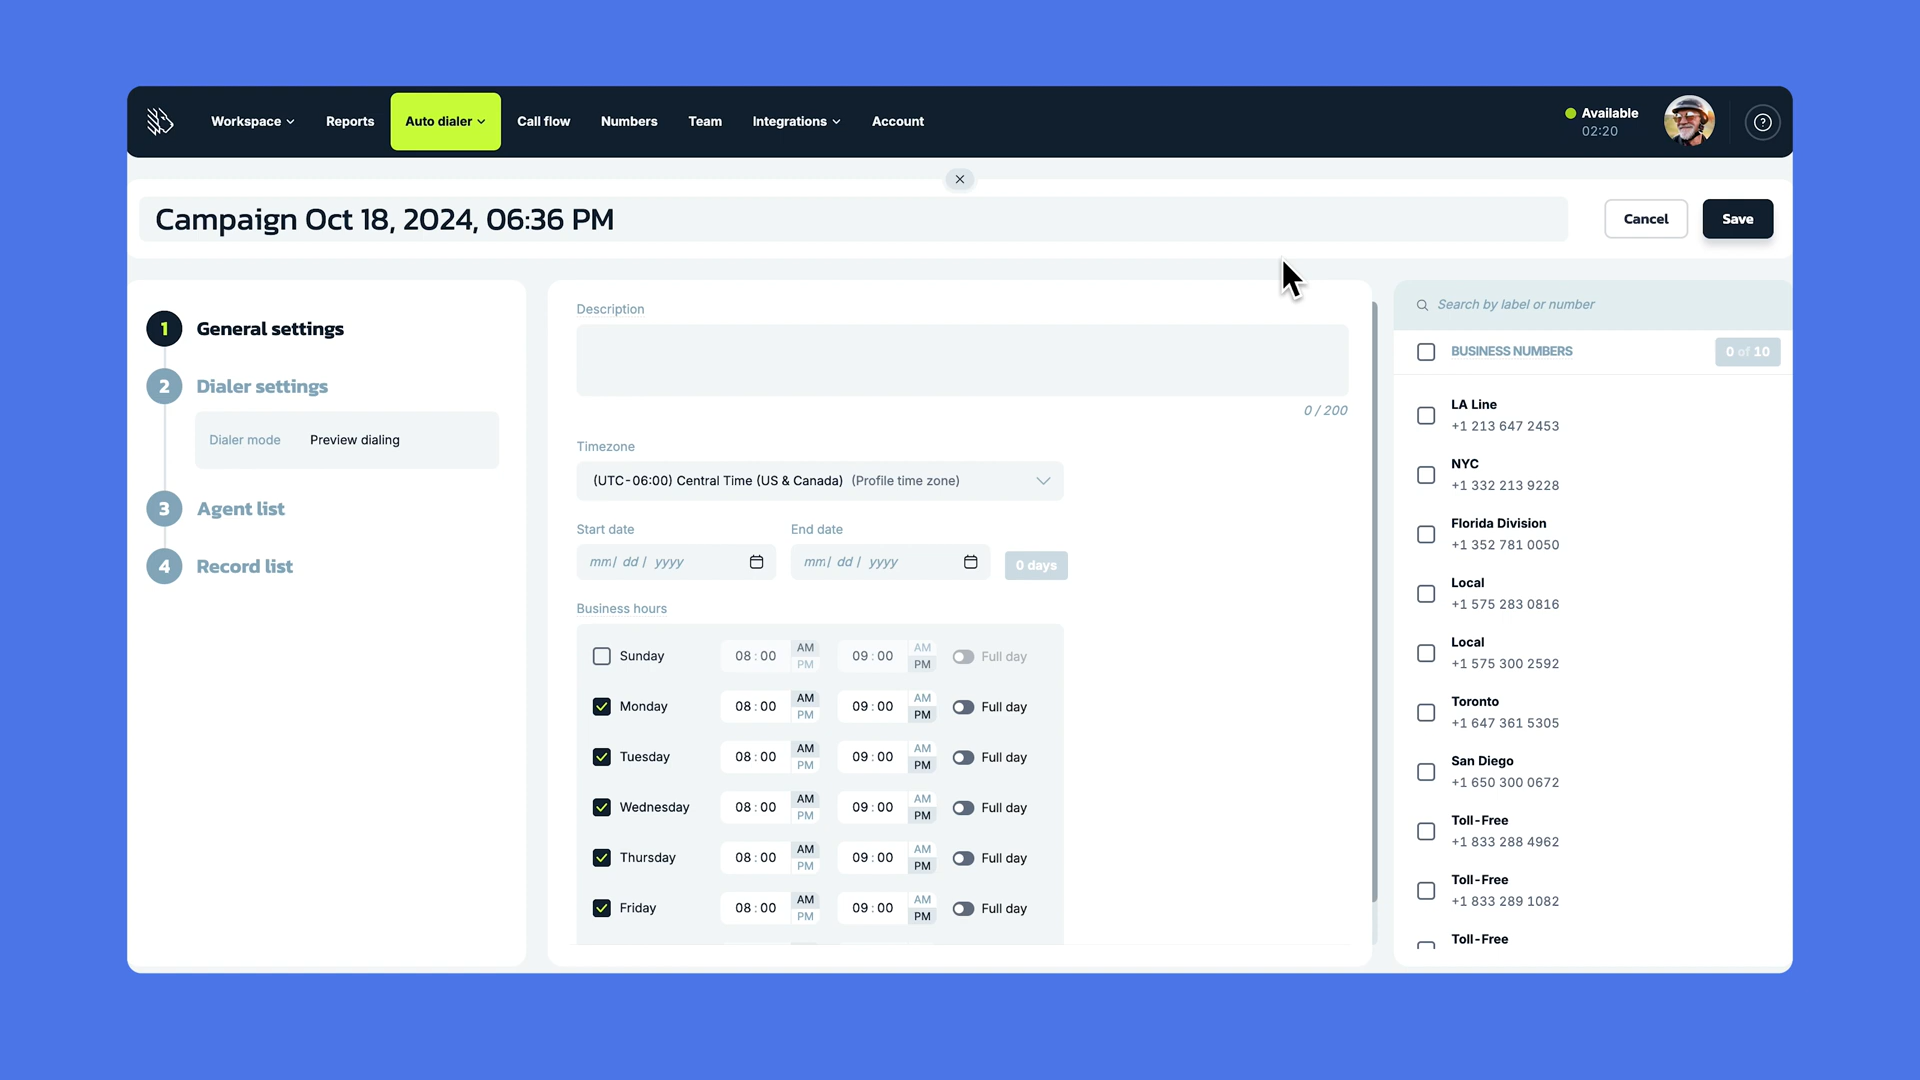 Workspace Reports Auto dialer Call flow Numbers Team Integrations Account
Available
02:20
Campaign Oct 18, 2024, 06:36 PM
Cancel Save
1 General settings
2 Dialer settings
Dialer mode Preview dialing
3 Agent list
4 Record list
Description
0 / 200
Timezone
(UTC-06:00) Central Time (US & Canada) (Profile time zone)
Start date End date
mm/ dd / yyyy mm/ dd / yyyy 0 days
Business hours
Sunday 08:00 AM PM 09:00 AM PM Full day
Monday 08:00 AM PM 09:00 AM PM Full day
Tuesday 08:00 AM PM 09:00 AM PM Full day
Wednesday 08:00 AM PM 09:00 AM PM Full day
Thursday 08:00 AM PM 09:00 AM PM Full day
Friday 08:00 AM PM 09:00 AM PM Full day
Search by label or number
BUSINESS NUMBERS 0 of 10
LA Line
+1 213 647 2453
NYC
+1 332 213 9228
Florida Division
+1 352 781 0050
Local
+1 575 283 0816
Local
+1 575 300 2592
Toronto
+1 647 361 5305
San Diego
+1 650 300 0672
Toll-Free
+1 833 288 4962
Toll-Free
+1 833 289 1082
Toll-Free